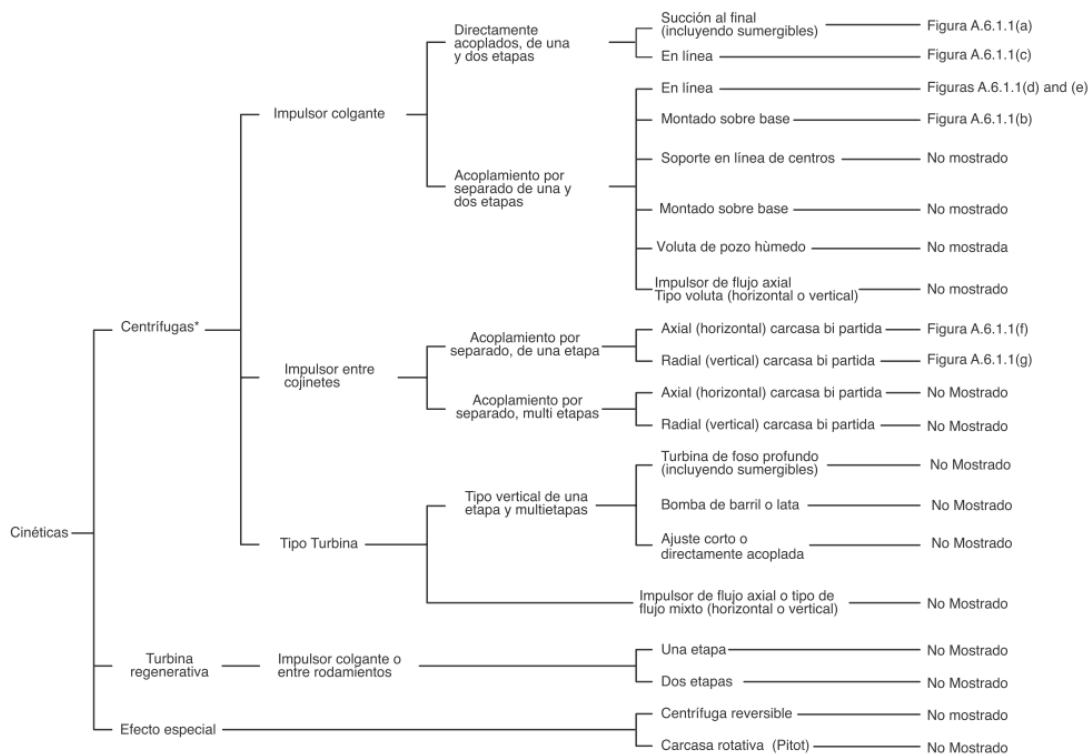 Directamente
acoplados, de una
y dos etapas
Succión al final
(incluyendo sumergibles)
Figura A.6.1.1(a)
En línea
Figura A.6.1.1(c)
Impulsor colgante
En línea
Figuras A.6.1.1(d) and (e)
Montado sobre base
Figura A.6.1.1(b)
Acoplamiento por
separado de una y
dos etapas
Soporte en línea de centros
No mostrado
Montado sobre base
No mostrado
Voluta de pozo hùmedo
No mostrada
Impulsor de flujo axial
Tipo voluta (horizontal o vertical)
No mostrado
Centrífugas*
Impulsor entre
cojinetes
Acoplamiento por
separado, de una etapa
Axial (horizontal) carcasa bi partida
Figura A.6.1.1(f)
Radial (vertical) carcasa bi partida
Figura A.6.1.1(g)
Acoplamiento por
separado, multi etapas
Axial (horizontal) carcasa bi partida
No Mostrado
Radial (vertical) carcasa bi partida
No Mostrado
Cinéticas
Tipo Turbina
Tipo vertical de una
etapa y multietapas
Turbina de foso profundo
(incluyendo sumergibles)
No Mostrado
Bomba de barril o lata
No Mostrado
Ajuste corto o
directamente acoplada
No Mostrado
Impulsor de flujo axial o tipo de
flujo mixto (horizontal o vertical)
No Mostrado
Turbina
regenerativa
Impulsor colgante o
entre rodamientos
Una etapa
No Mostrado
Dos etapas
No Mostrado
Efecto especial
Centrífuga reversible
No mostrado
Carcasa rotativa (Pitot)
No Mostrado